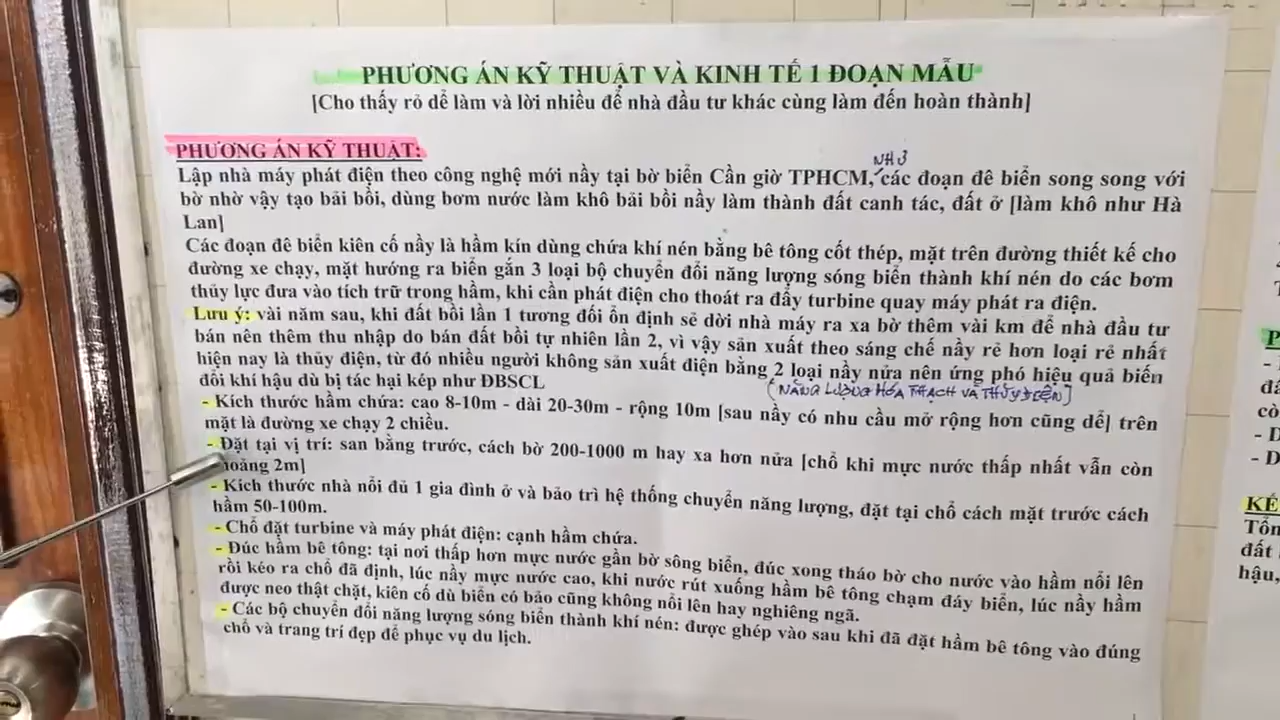 PHƯƠNG ÁN KỸ THUẬT VÀ KINH TẾ 1 ĐOẠN MẪU
[Cho thấy rỏ dể làm và lời nhiều để nhà đầu tư khác cùng làm đến hoàn thành]
PHƯƠNG ÁN KỸ THUẬT:
NHỜ
Lập nhà máy phát điện theo công nghệ mới nầy tại bờ biển Cần giờ TPHCM, các đoạn đê biển song song với
bờ nhờ vậy tạo bãi bồi, dùng bơm nước làm khô bãi bồi nầy làm thành đất canh tác, đất ở [làm khô như Hà
Lan]
Các đoạn đê biển kiên cố nầy là hầm kín dùng chứa khí nén bằng bê tông cốt thép, mặt trên đường thiết kế cho
đường xe chạy, mặt hướng ra biển gắn 3 loại bộ chuyển đổi năng lượng sóng biển thành khí nén do các bơm
thủy lực đưa vào tích trữ trong hầm, khi cần phát điện cho thoát ra đẩy turbine quay máy phát ra điện.
Lưu ý: vài năm sau, khi đất bồi lần 1 tương đối ổn định sẻ dời nhà máy ra xa bờ thêm vài km để nhà đầu tư
bán nên thêm thu nhập do bán đất bồi tự nhiên lần 2, vì vậy sản xuất theo sáng chế nầy rẻ hơn loại rẻ nhất
hiện nay là thủy điện, từ đó nhiều người không sản xuất điện bằng 2 loại nầy nửa nên ứng phó hiệu quả biến
đổi khí hậu dù bị tác hại kép như ĐBSCL
(NĂNG LƯỢNG HÓA THẠCH VÀ THỦY ĐIỆN]
- Kích thước hầm chứa: cao 8-10m - dài 20-30m - rộng 10m [sau nầy có nhu cầu mở rộng hơn cũng dể] trên
mặt là đường xe chạy 2 chiều.
- Đặt tại vị trí: san bằng trước, cách bờ 200-1000 m hay xa hơn nửa [chổ khi mực nước thấp nhất vẫn còn
hoảng 2m]
- Kích thước nhà nổi đủ 1 gia đình ở và bảo trì hệ thống chuyển năng lượng, đặt tại chổ cách mặt trước cách
hầm 50-100m.
- Chổ đặt turbine và máy phát điện: cạnh hầm chứa.
- Đúc hầm bê tông: tại nơi thấp hơn mực nước gần bờ sông biển, đúc xong tháo bờ cho nước vào hầm nổi lên
rồi kéo ra chổ đã định, lúc nầy mực nước cao, khi nước rút xuống hầm bê tông chạm đáy biển, lúc nầy hầm
được neo thật chặt, kiên cố dù biển có bảo cũng không nổi lên hay nghiêng ngã.
- Các bộ chuyển đổi năng lượng sóng biển thành khí nén: được ghép vào sau khi đã đặt hầm bê tông vào đúng
chổ và trang trí đẹp để phục vụ du lịch.
P
đấ
cò
- D
- D
KẾ
Tổn
đất
hậu,